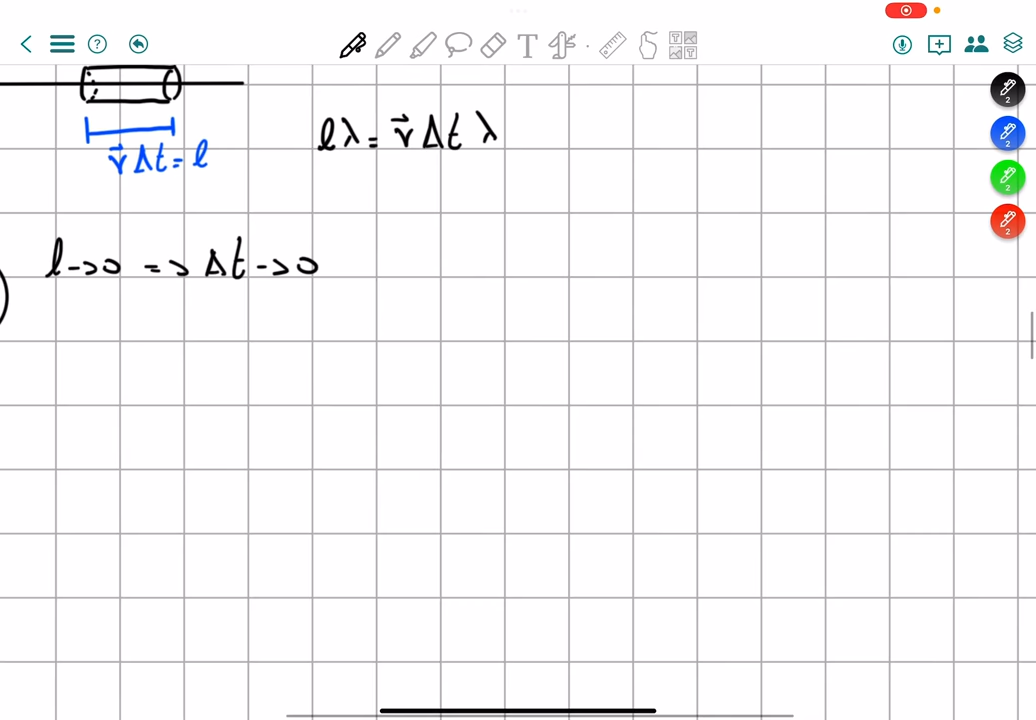 lλ = v⃗ Δt λ
v⃗ Δt = l
l -> 0 => Δt -> 0